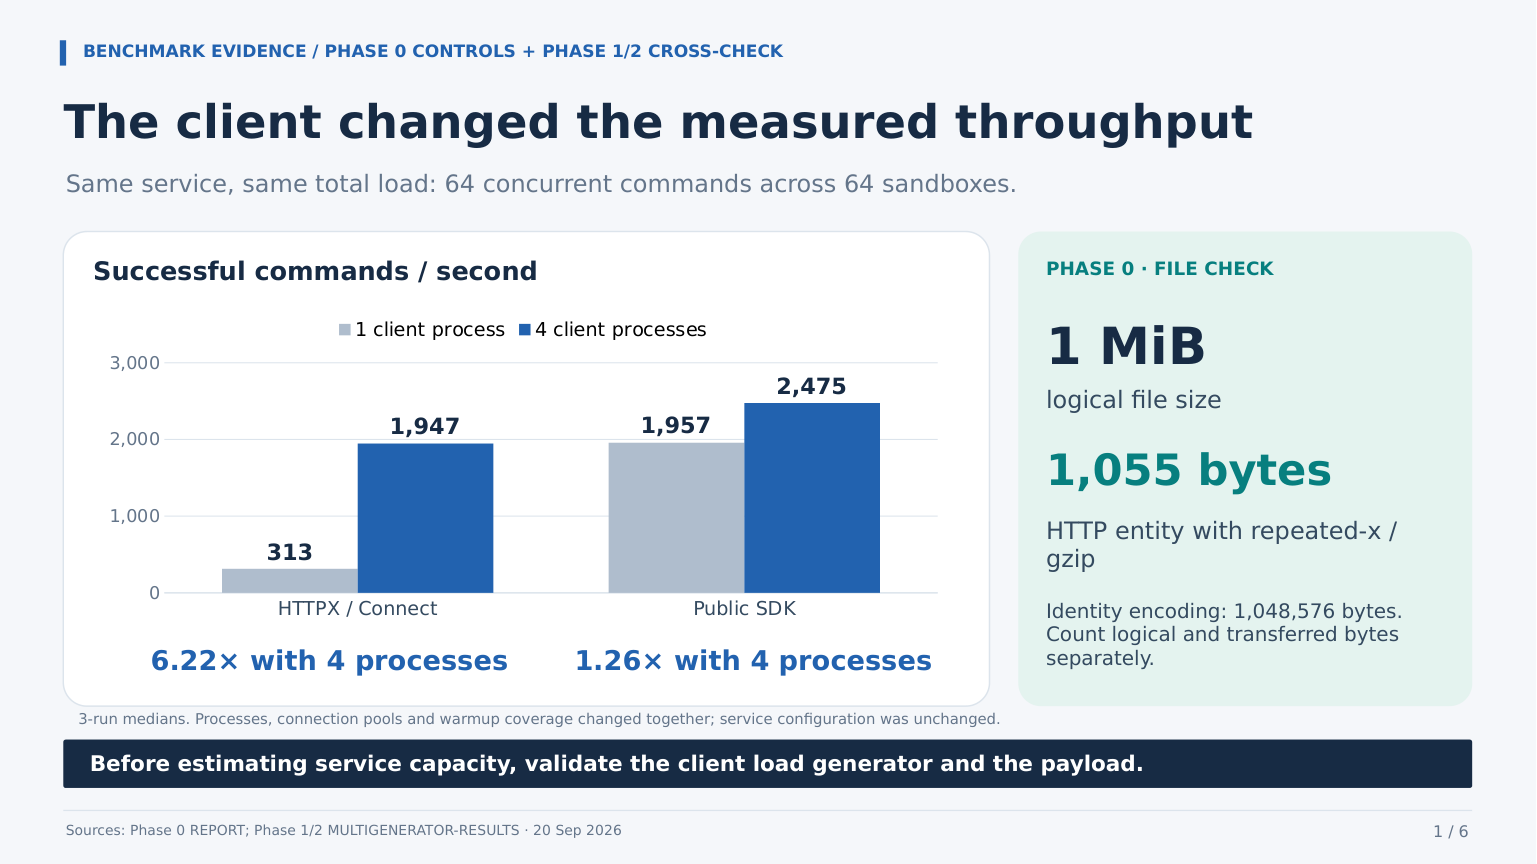 BENCHMARK EVIDENCE / PHASE 0 CONTROLS + PHASE 1/2 CROSS-CHECK
The client changed the measured throughput
Same service, same total load: 64 concurrent commands across 64 sandboxes.
Successful commands / second
1 client process
4 client processes
3,000
2,000
1,000
0
313
1,947
1,957
2,475
HTTPX / Connect
Public SDK
6.22× with 4 processes
1.26× with 4 processes
PHASE 0 · FILE CHECK
1 MiB
logical file size
1,055 bytes
HTTP entity with repeated-x /
gzip
Identity encoding: 1,048,576 bytes.
Count logical and transferred bytes
separately.
3-run medians. Processes, connection pools and warmup coverage changed together; service configuration was unchanged.
Before estimating service capacity, validate the client load generator and the payload.
Sources: Phase 0 REPORT; Phase 1/2 MULTIGENERATOR-RESULTS · 20 Sep 2026
1 / 6